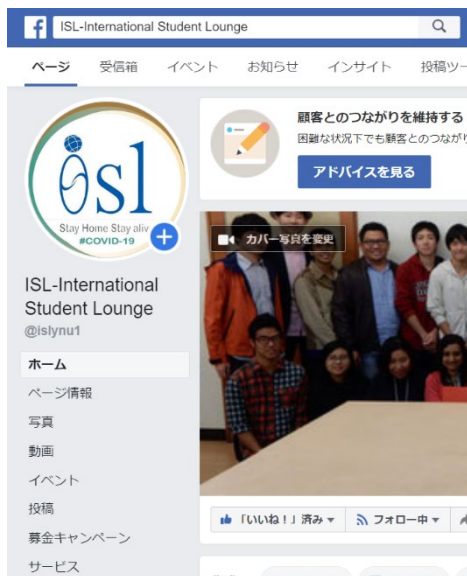 ISL-International Student Lounge
ページ 受信箱 イベント お知らせ インサイト 投稿ツー
顧客とのつながりを維持する
困難な状況下でも顧客とのつながり
アドバイスを見る
isl
Stay Home Stay aliv
#COVID-19
カバー写真を変更
ISL-International
Student Lounge
@islynu1
ホーム
ページ情報
写真
動画
イベント
投稿
募金キャンペーン
サービス
「いいね！」済み フォロー中